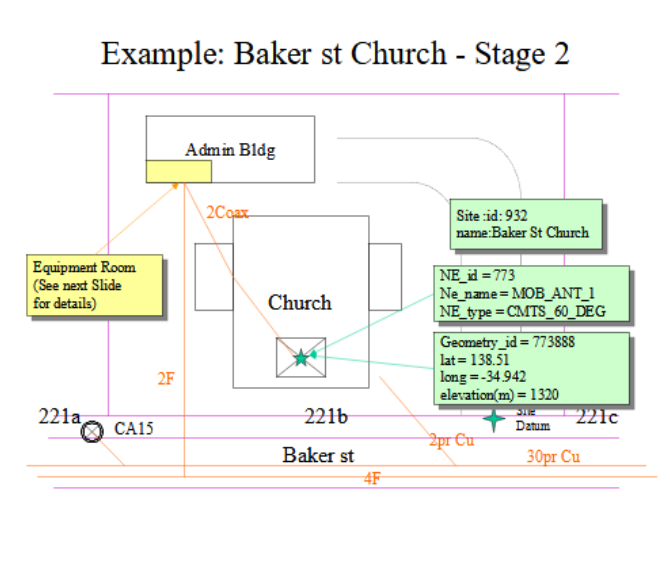 Example: Baker st Church - Stage 2
Admin Bldg
2Coax
Site :id: 932
name:Baker St Church
Equipment Room
(See next Slide
for details)
NE_id = 773
Ne_name = MOB_ANT_1
NE_type = CMTS_60_DEG
Church
Geometry_id = 773888
lat = 138.51
long = -34.942
elevation(m) = 1320
2F
221a
CA15
221b
Site
Datum
221c
2pr Cu
Baker st
30pr Cu
4F